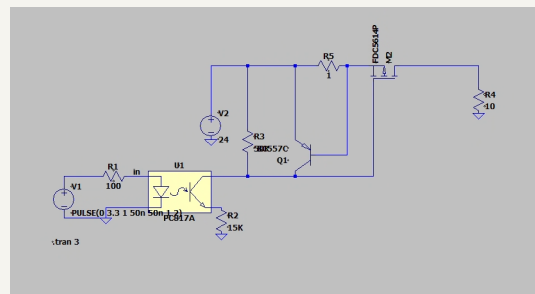 FDC5614P
M2
R5
1
R4
10
V2
24
R3
BC557C
Q1
R1
100
in
U1
V1
PULSE(0 3.3 1 50n 50n 1 2)
PC817A
R2
15K
.tran 3